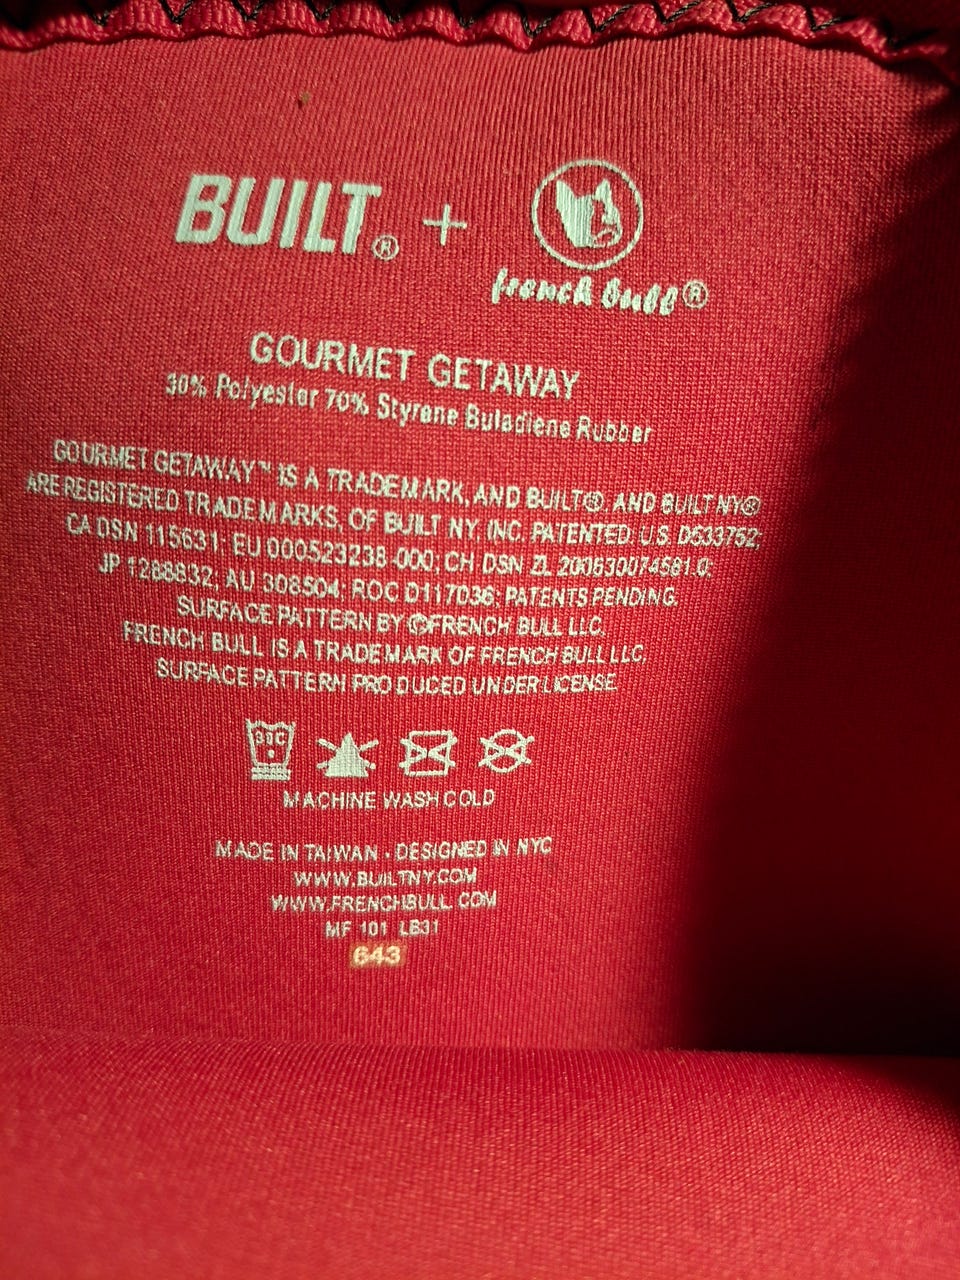 BUILT® +
french bull®
GOURMET GETAWAY
30% Polyester 70% Styrene Butadiene Rubber
GOURMET GETAWAY™ IS A TRADEMARK, AND BUILT®, AND BUILT NY®
ARE REGISTERED TRADEMARKS, OF BUILT NY, INC. PATENTED: U.S. D533752;
CA DSN 115631; EU 000523238-000; CH DSN ZL 200630074581.0;
JP 1288832; AU 308504; ROC D117036; PATENTS PENDING.
SURFACE PATTERN BY ©FRENCH BULL LLC.
FRENCH BULL IS A TRADEMARK OF FRENCH BULL LLC.
SURFACE PATTERN PRODUCED UNDER LICENSE.
30C
MACHINE WASH COLD
MADE IN TAIWAN • DESIGNED IN NYC
WWW.BUILTNY.COM
WWW.FRENCHBULL.COM
MF 101 LB31
643